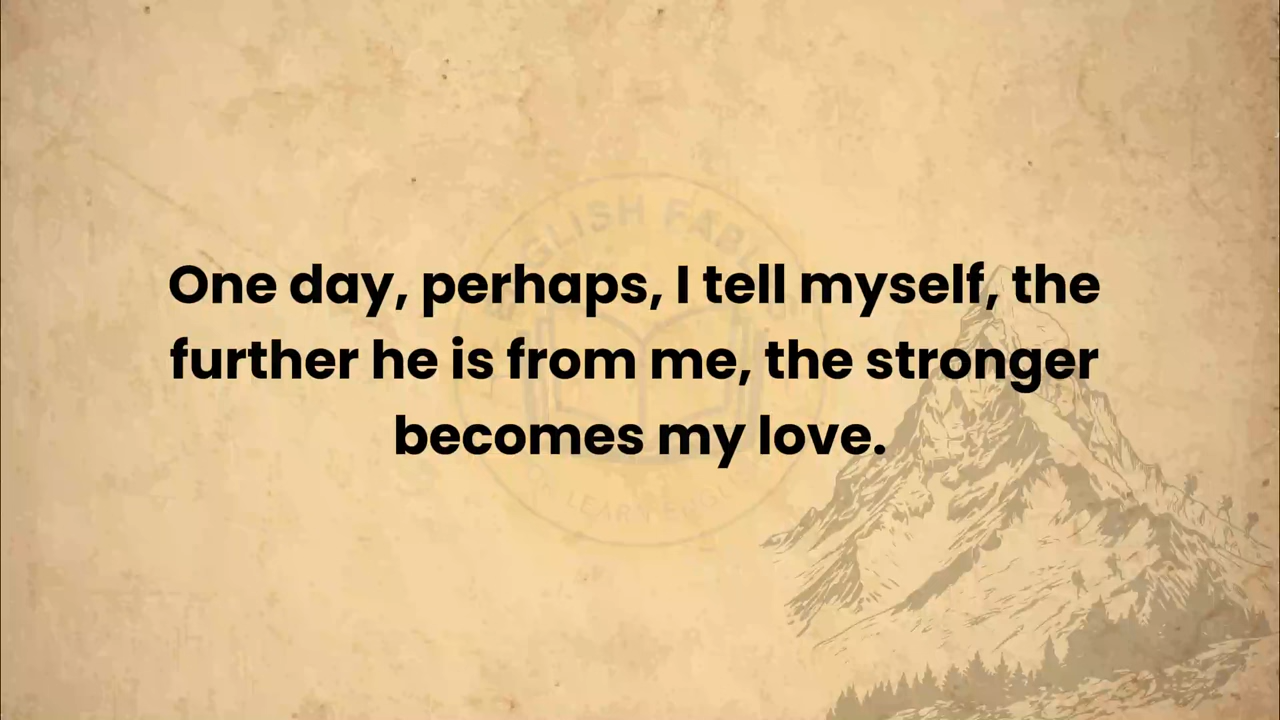 One day, perhaps, I tell myself, the
further he is from me, the stronger
becomes my love.